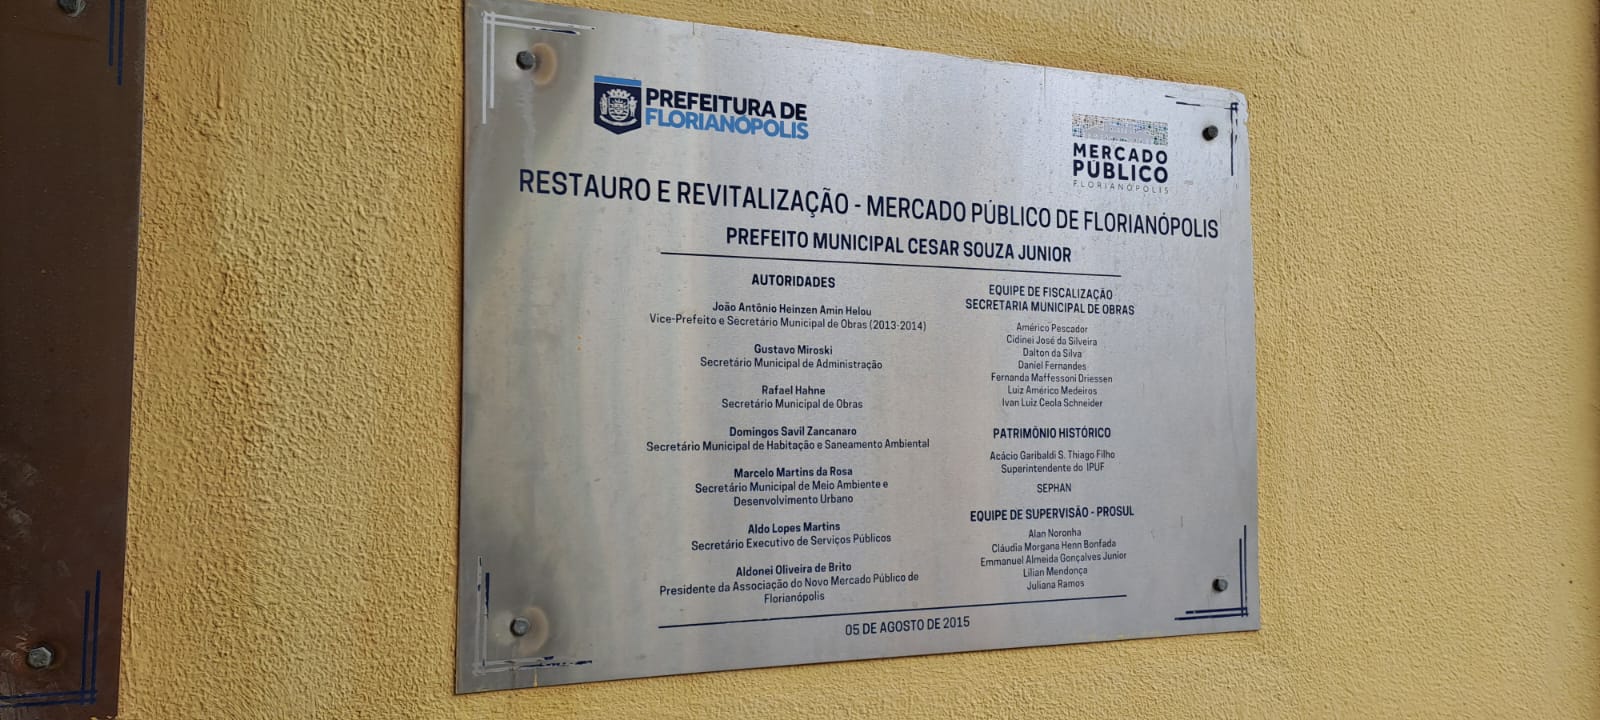 PREFEITURA DE
FLORIANÓPOLIS
MERCADO
PÚBLICO
FLORIANÓPOLIS
RESTAURO E REVITALIZAÇÃO - MERCADO PÚBLICO DE FLORIANÓPOLIS
PREFEITO MUNICIPAL CESAR SOUZA JUNIOR
AUTORIDADES
João Antônio Heinzen Amin Helou
Vice-Prefeito e Secretário Municipal de Obras (2013-2014)
Gustavo Miroski
Secretário Municipal de Administração
Rafael Hahne
Secretário Municipal de Obras
Domingos Savil Zancanaro
Secretário Municipal de Habitação e Saneamento Ambiental
Marcelo Martins da Rosa
Secretário Municipal de Meio Ambiente e
Desenvolvimento Urbano
Aldo Lopes Martins
Secretário Executivo de Serviços Públicos
Aldonei Oliveira de Brito
Presidente da Associação do Novo Mercado Público de
Florianópolis
EQUIPE DE FISCALIZAÇÃO
SECRETARIA MUNICIPAL DE OBRAS
Américo Pescador
Cidinei José da Silveira
Dalton da Silva
Daniel Fernandes
Fernanda Maffessoni Driessen
Luiz Américo Medeiros
Ivan Luiz Ceola Schneider
PATRIMÔNIO HISTÓRICO
Acácio Garibaldi S. Thiago Filho
Superintendente do IPUF
SEPHAN
EQUIPE DE SUPERVISÃO - PROSUL
Alan Noronha
Cláudia Morgana Henn Bonfada
Emmanuel Almeida Gonçalves Junior
Lílian Mendonça
Juliana Ramos
05 DE AGOSTO DE 2015